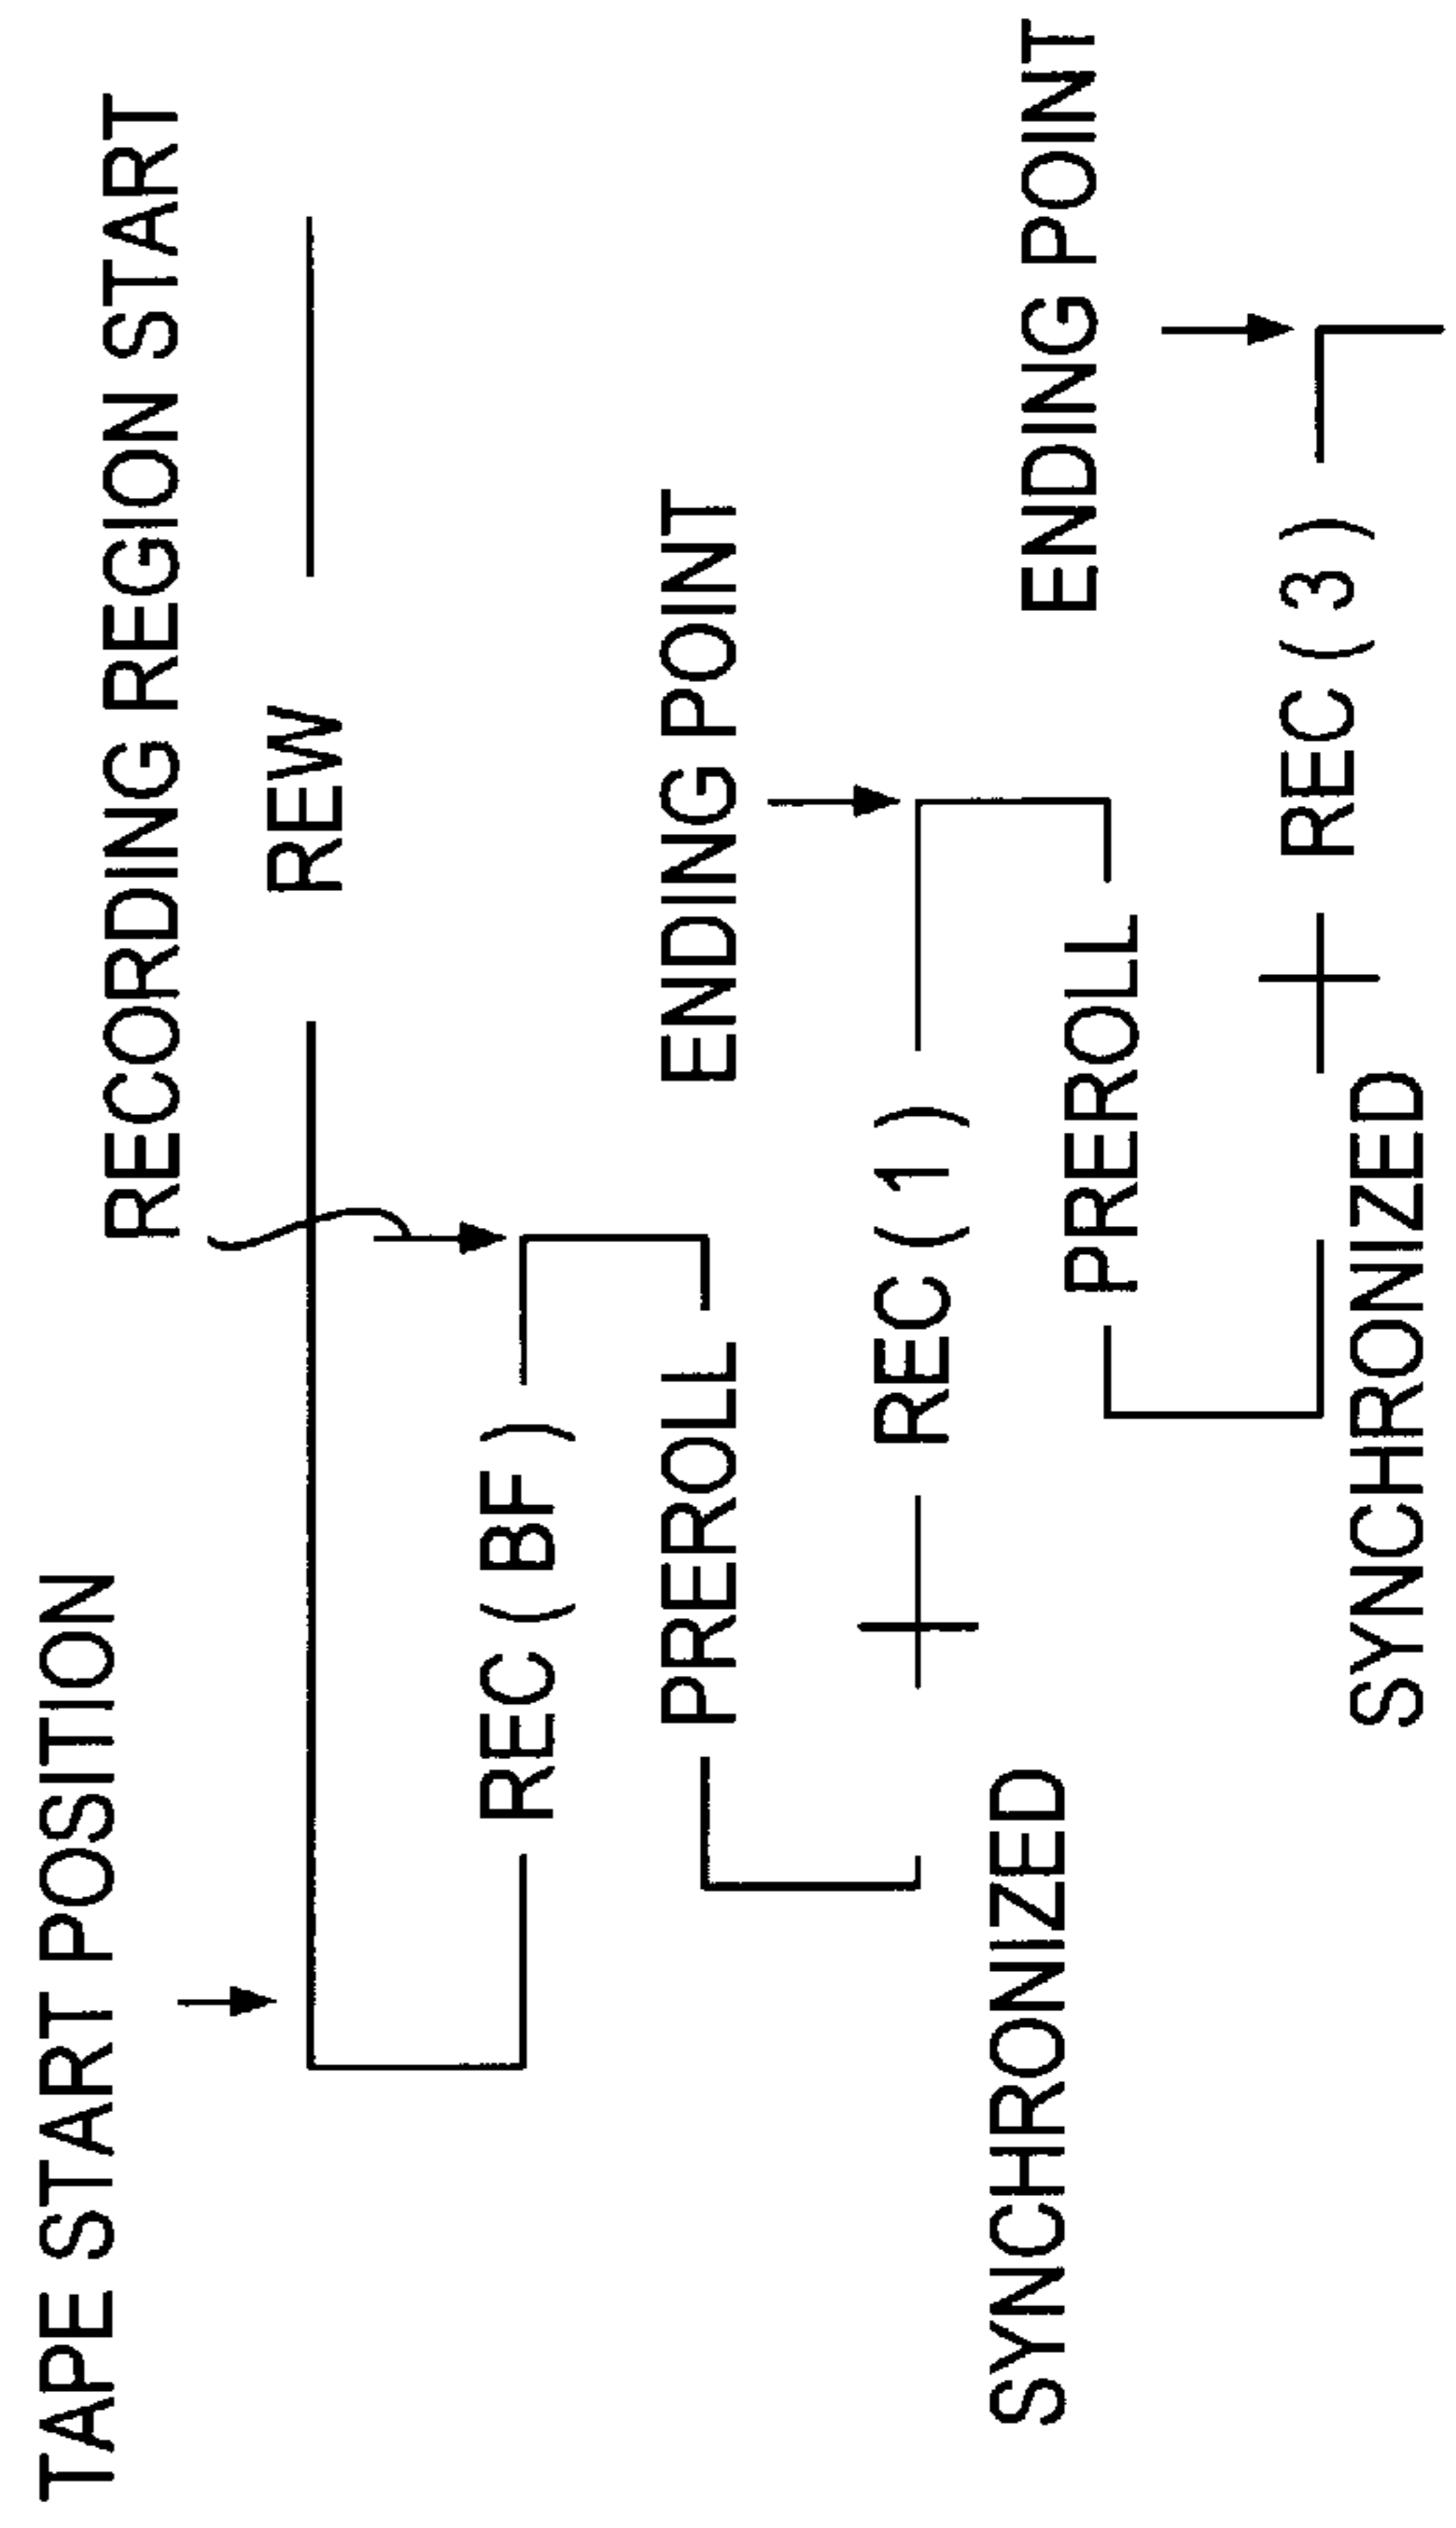 TAPE START POSITION
RECORDING REGION START
REW
REC ( BF )
PREROLL
ENDING POINT
REC ( 1 )
SYNCHRONIZED
PREROLL
ENDING POINT
REC ( 3 )
SYNCHRONIZED